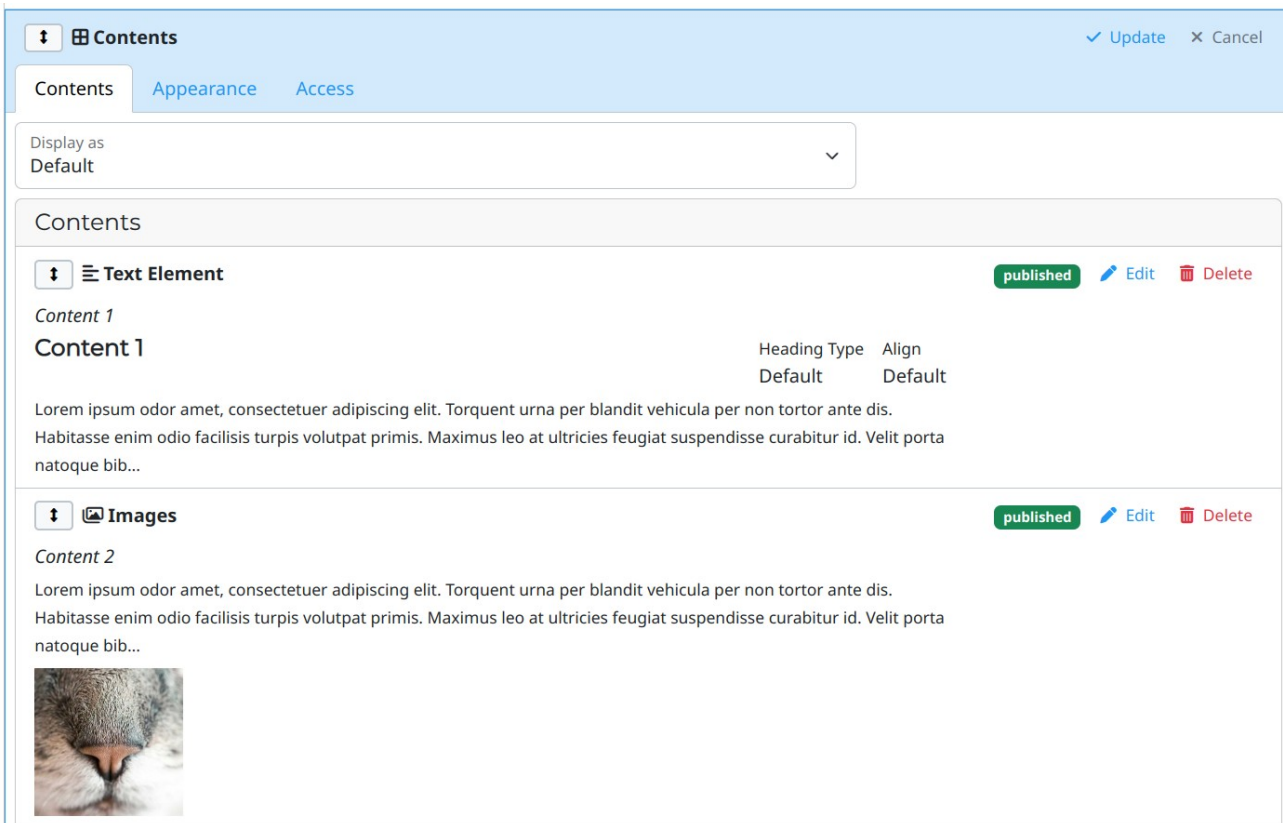 Contents
Update
Cancel
Contents
Appearance
Access
Display as
Default
Contents
Text Element
published
Edit
Delete
Content 1
Content 1
Heading Type
Align
Default
Default
Lorem ipsum odor amet, consectetuer adipiscing elit. Torquent urna per blandit vehicula per non tortor ante dis.
Habitasse enim odio facilisis turpis volutpat primis. Maximus leo at ultricies feugiat suspendisse curabitur id. Velit porta
natoque bib...
Images
published
Edit
Delete
Content 2
Lorem ipsum odor amet, consectetuer adipiscing elit. Torquent urna per blandit vehicula per non tortor ante dis.
Habitasse enim odio facilisis turpis volutpat primis. Maximus leo at ultricies feugiat suspendisse curabitur id. Velit porta
natoque bib...